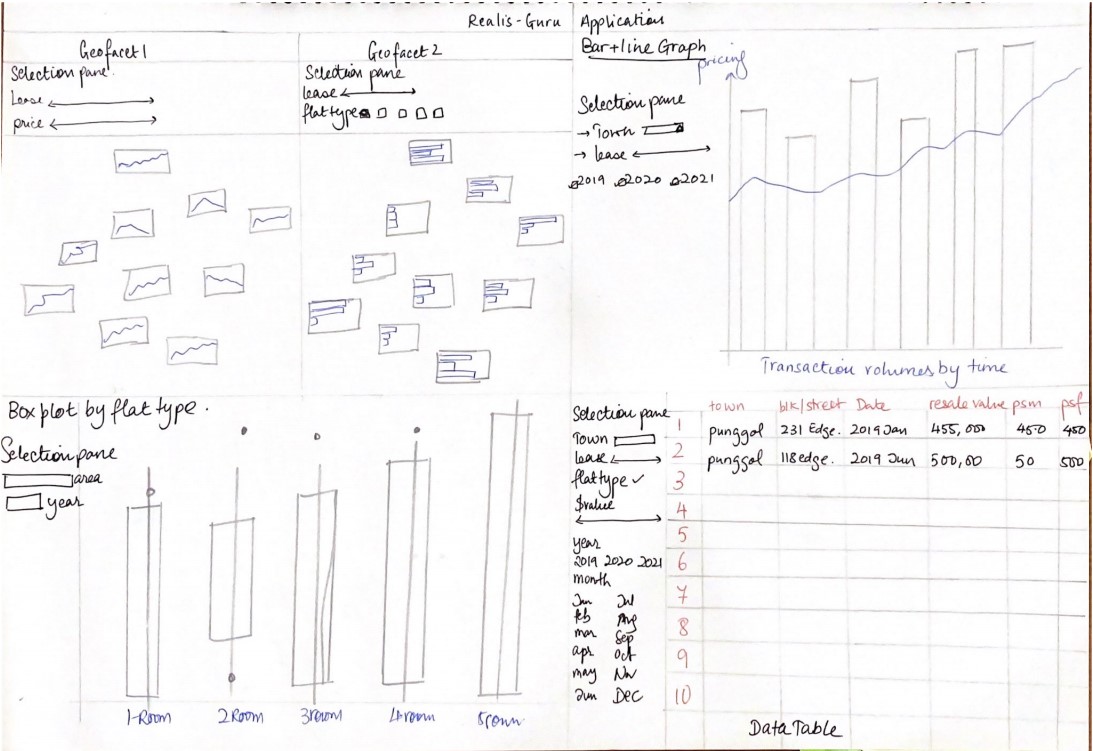 Realis-Guru Application
Geofacet 1
Selection pane.
Lease
price
Geofacet 2
Selection pane
lease
flat type
Bar+line Graph
pricing
Selection pane
→ Town
→ lease
2019 2020 2021
Transaction volumes by time
Box plot by flat type.
Selection pane
area
year
1-Room 2 Room 3room 4room
Selection pane
Town
Lease
flat type ✓
$value
year
2019 2020 2021
month
Jan Jul
feb Aug
mar Sep
apr Oct
may Nov
Jun Dec
town blk/street Date resale value psm psf
1 punggol 231 Edge. 2019 Jan 455,000 450 450
2 punggol 118 edge. 2019 Jun 500,00 50 500
3
4
5
6
7
8
9
10
Data Table